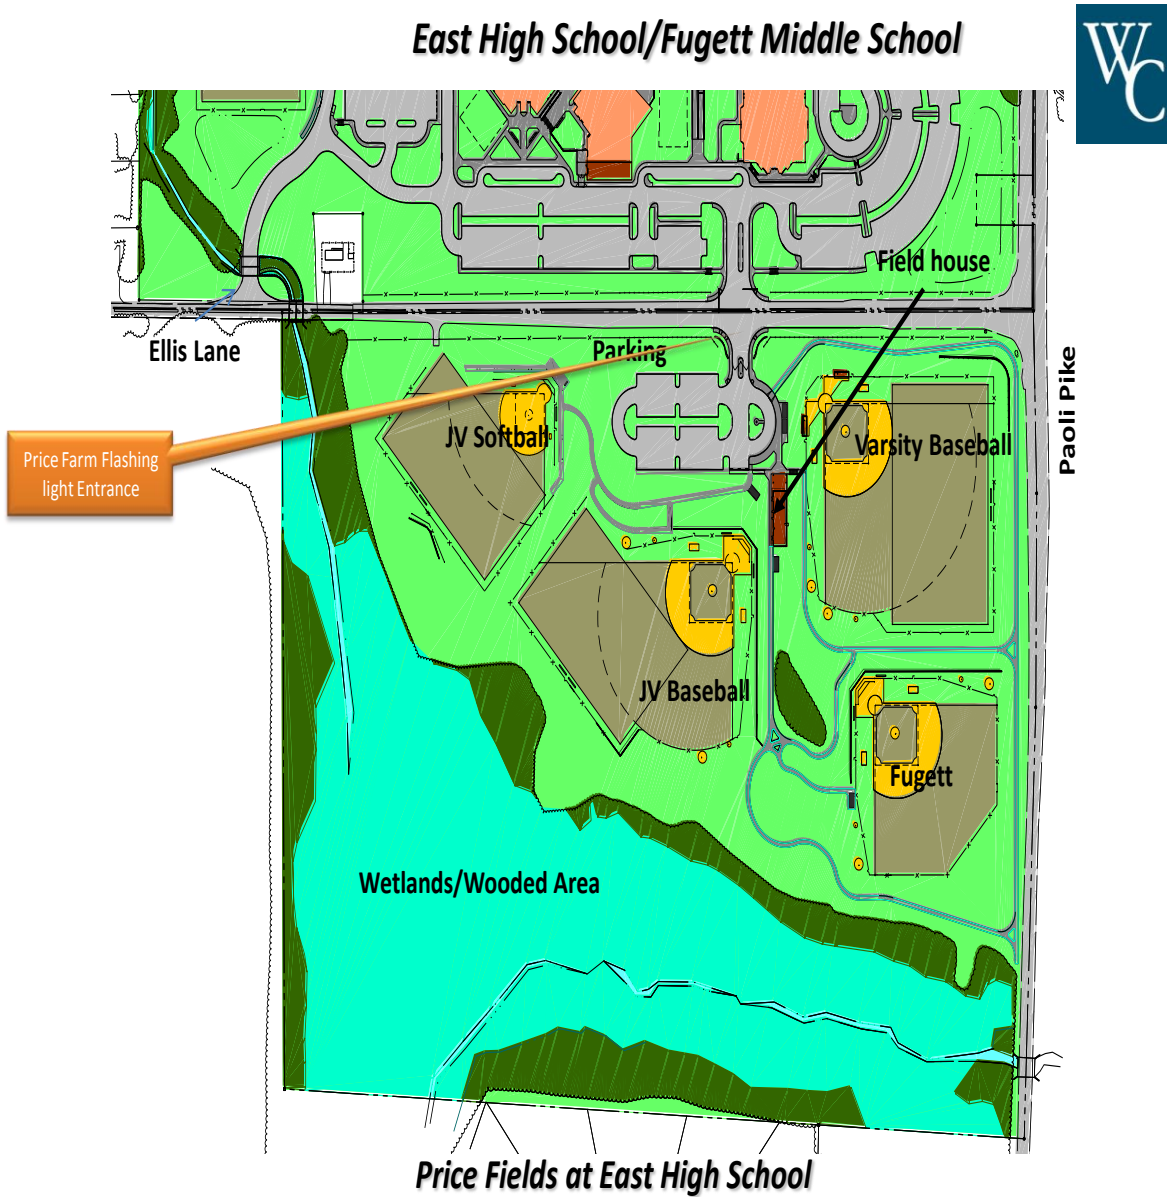 East High School/Fugett Middle School
WC
Field house
Ellis Lane
Parking
Paoli Pike
JV Softball
Varsity Baseball
Price Farm Flashing
light Entrance
JV Baseball
Fugett
Wetlands/Wooded Area
Price Fields at East High School